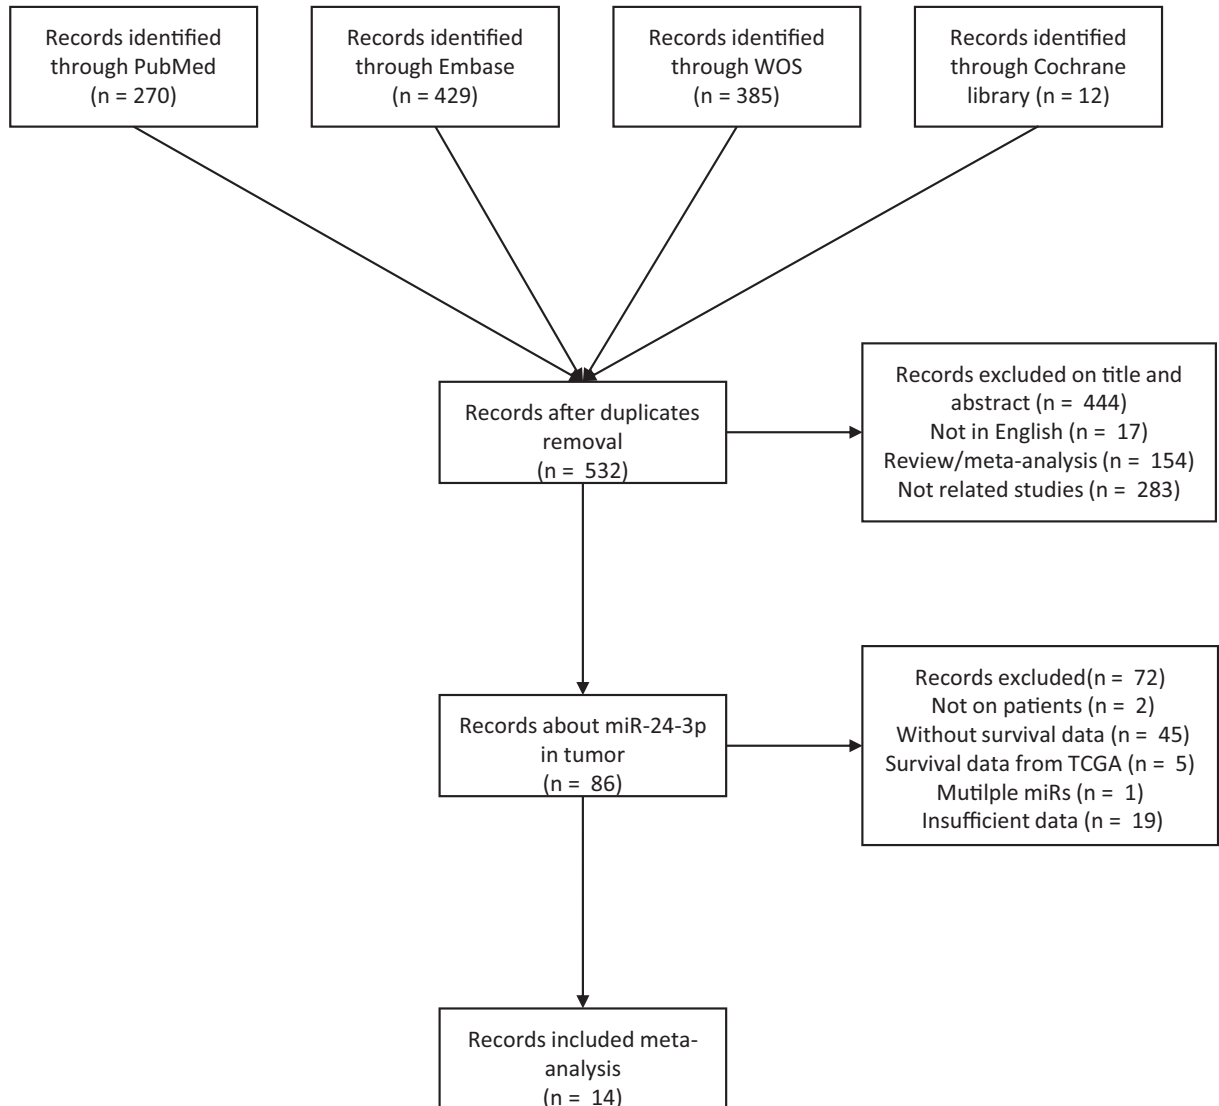 Records identified
through PubMed
(n = 270)
Records identified
through Embase
(n = 429)
Records identified
through WOS
(n = 385)
Records identified
through Cochrane
library (n = 12)
Records after duplicates
removal
(n = 532)
Records excluded on title and
abstract (n = 444)
Not in English (n = 17)
Review/meta-analysis (n = 154)
Not related studies (n = 283)
Records about miR-24-3p
in tumor
(n = 86)
Records excluded(n = 72)
Not on patients (n = 2)
Without survival data (n = 45)
Survival data from TCGA (n = 5)
Mutilple miRs (n = 1)
Insufficient data (n = 19)
Records included meta-
analysis
(n = 14)